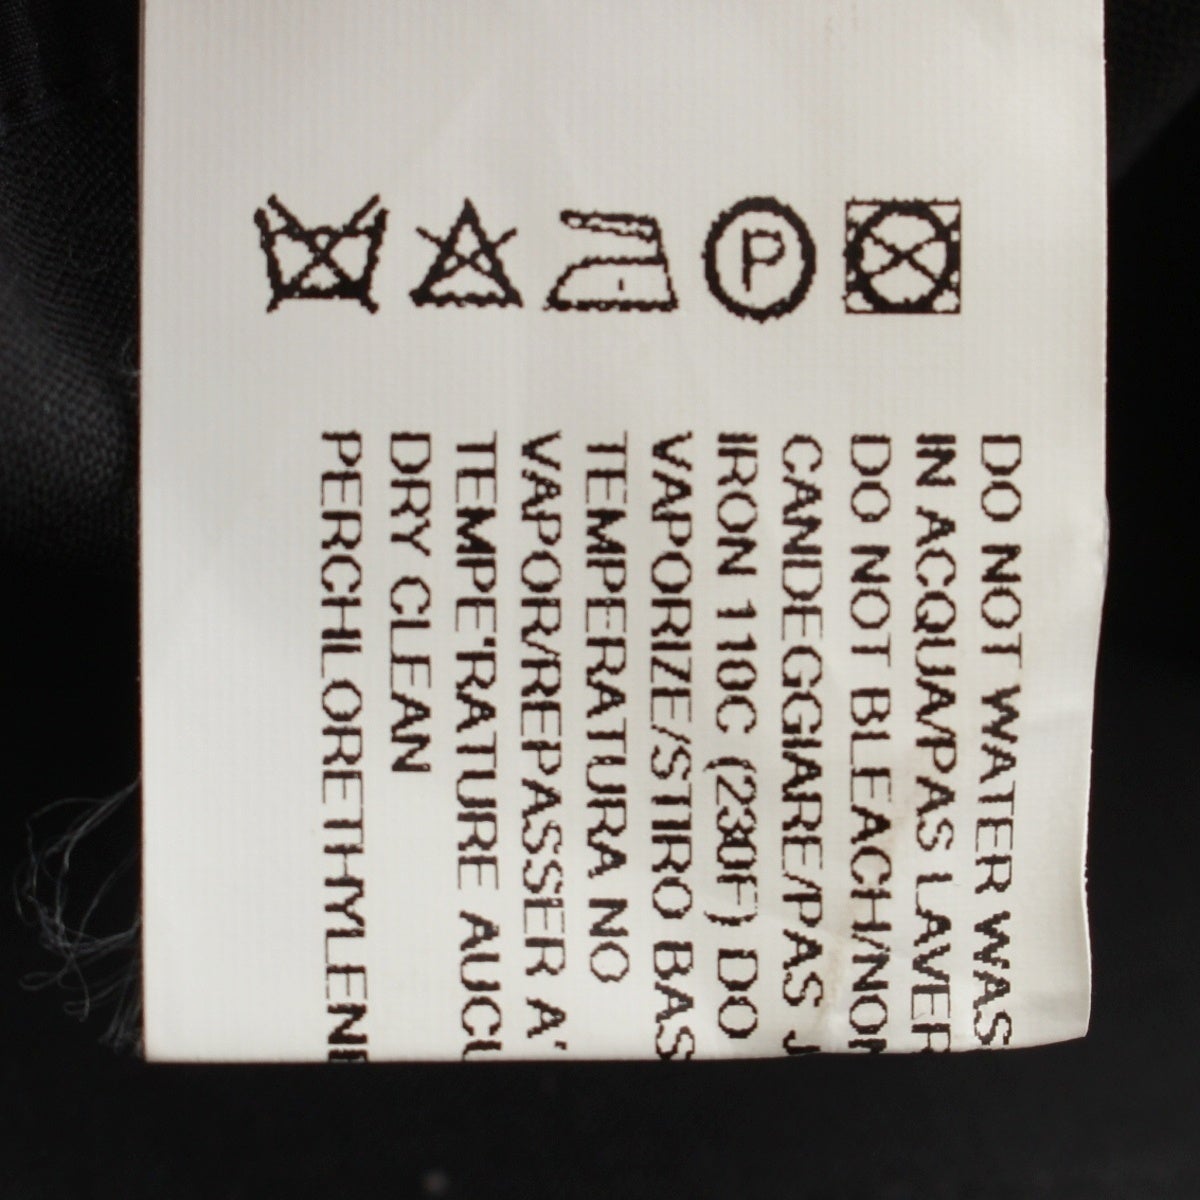 P
DO NOT WATER WAS
IN ACQUA/PAS LAVER
DO NOT BLEACH/NON
CANDEGGIARE/PAS J
IRON 110C (230F) DO
VAPORIZE/STIRO BAS
TEMPERATURA NO
VAPOR/REPASSER A'
TEMPE'RATURE AUCU
DRY CLEAN
PERCHLORETHYLENE